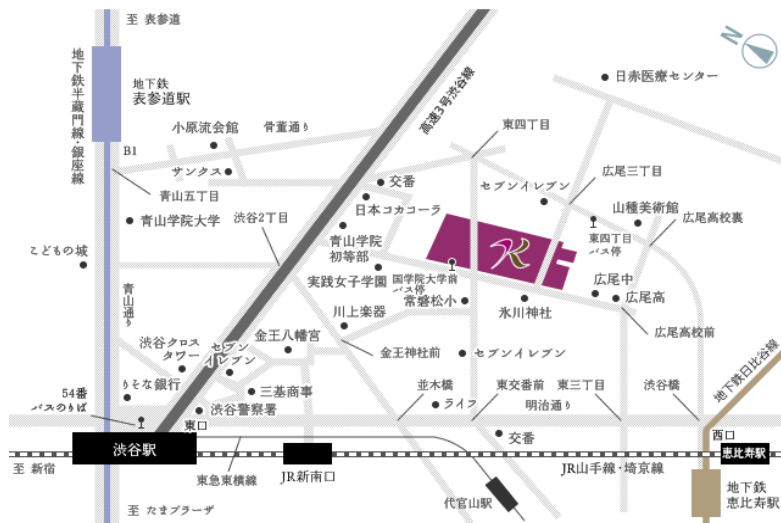 至 表参道
N
日赤医療センター
地下鉄半蔵門線・銀座線
地下鉄
表参道駅
高速3号渋谷線
小原流会館
骨董通り
東四丁目
B1
サンクス
交番
広尾三丁目
青山五丁目
セブンイレブン
日本コカコーラ
山種美術館
広尾高校裏
青山学院大学
渋谷2丁目
青山学院
初等部
東四丁目
バス停
こどもの城
実践女子学園
国学院大学前
バス停
広尾中
広尾高
青山通り
川上楽器
常磐松小
氷川神社
広尾高校前
渋谷クロス
タワー
セブン
イレブン
金王八幡宮
金王神社前
セブンイレブン
地下鉄日比谷線
りそな銀行
三基商事
並木橋
東交番前
東三丁目
渋谷橋
54番
バスのりば
渋谷警察署
ライフ
明治通り
東口
交番
西口
渋谷駅
恵比寿駅
至 新宿
東急東横線
JR新南口
JR山手線・埼京線
代官山駅
地下鉄
恵比寿駅
至 たまプラーザ